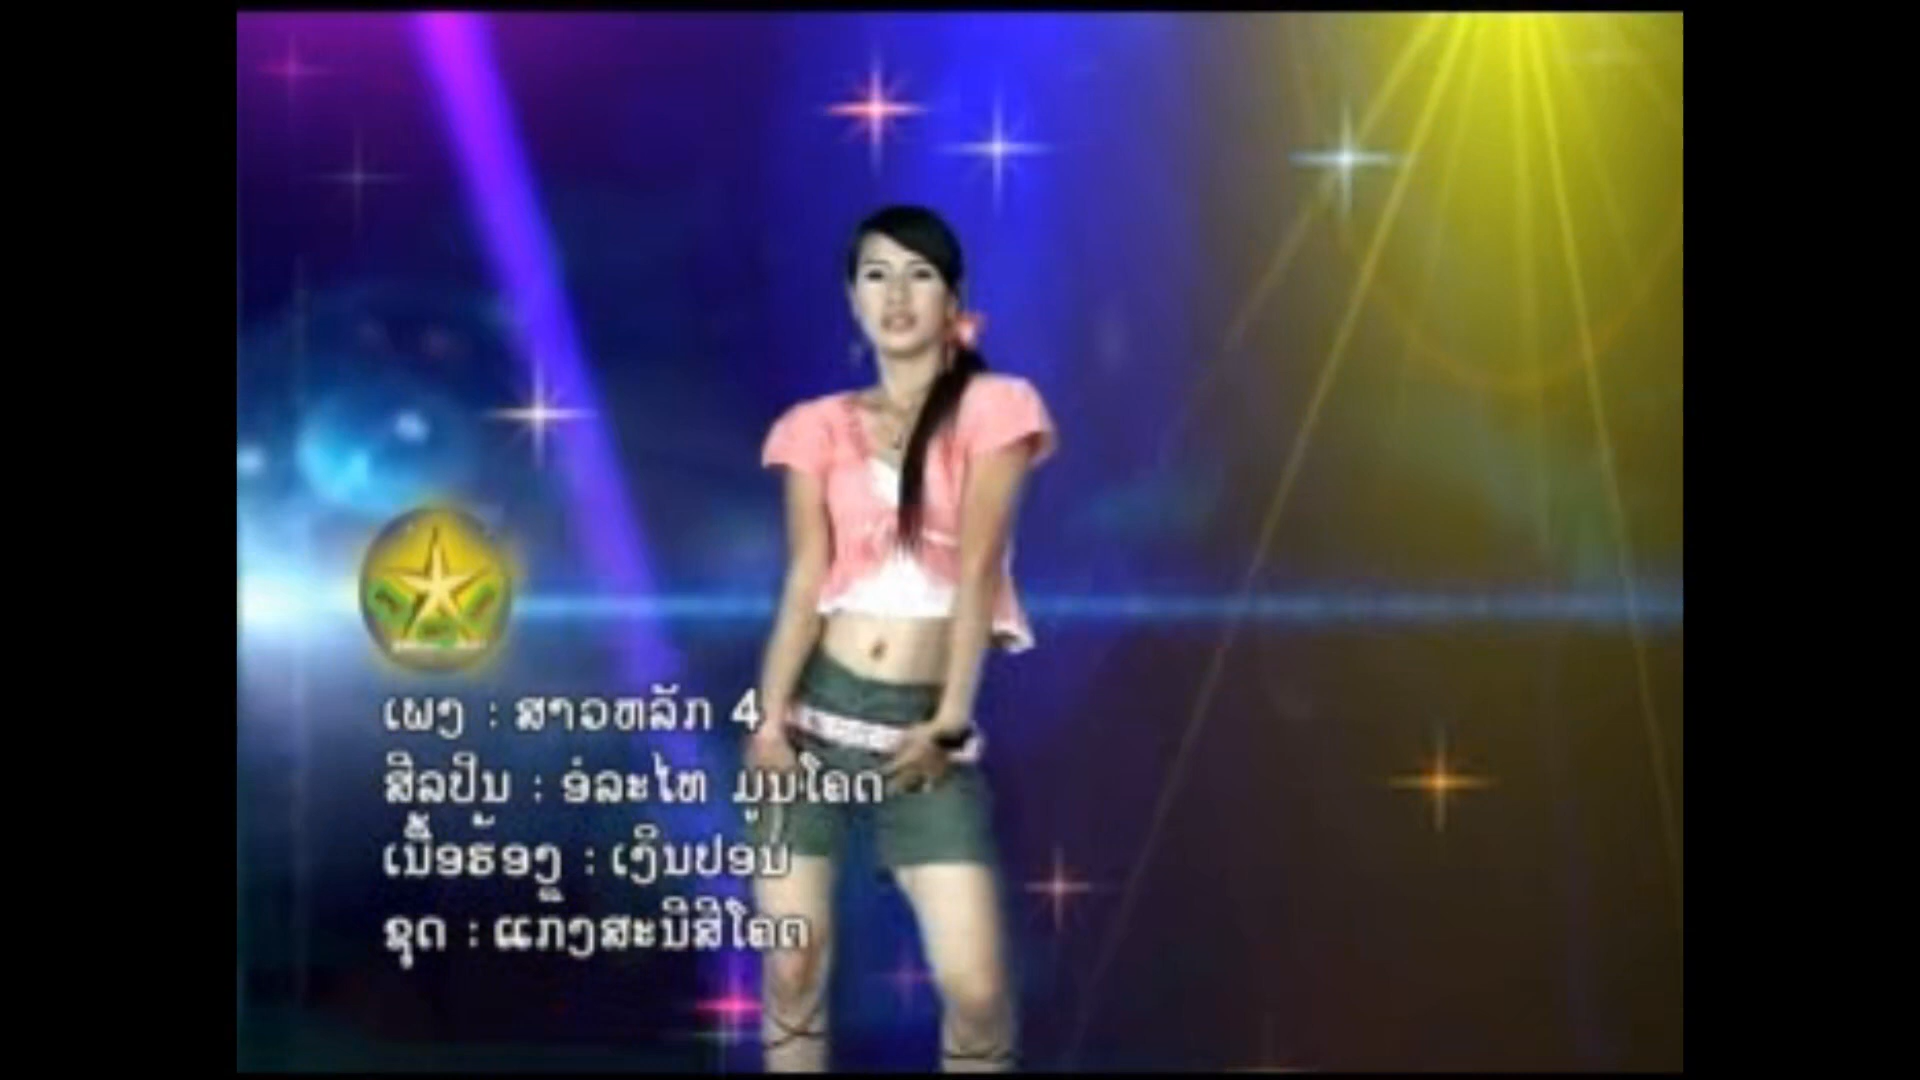 ເພງ : ສາວຫລັກ 4
ສິລປິນ : ອ່ລະໄທ ມູນໂຄດ
ເນື້ອຮ້ອງ : ເງິນປອນ
ຊຸດ : ແກ່ງສະນີສີໂຄດ